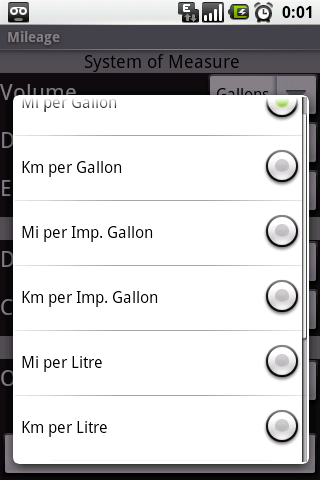 E
0:01
Mileage
System of Measure
Volume
Gallons
D
E
D
C
O
Mi per Gallon
Km per Gallon
Mi per Imp. Gallon
Km per Imp. Gallon
Mi per Litre
Km per Litre